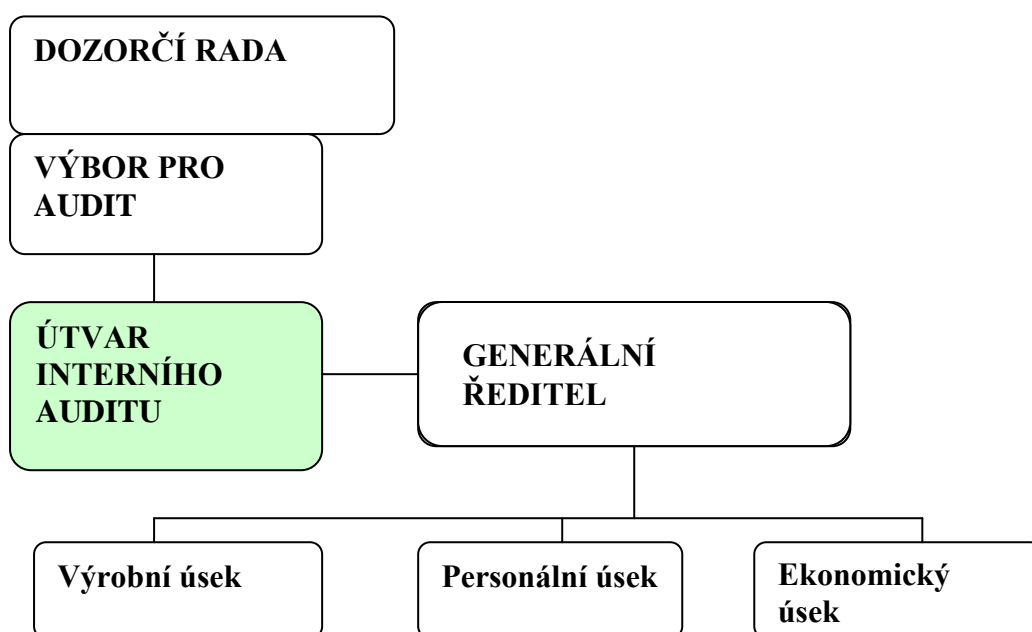 DOZORČÍ RADA
VÝBOR PRO
AUDIT
ÚTVAR
INTERNÍHO
AUDITU
GENERÁLNÍ
ŘEDITEL
Výrobní úsek
Personální úsek
Ekonomický
úsek